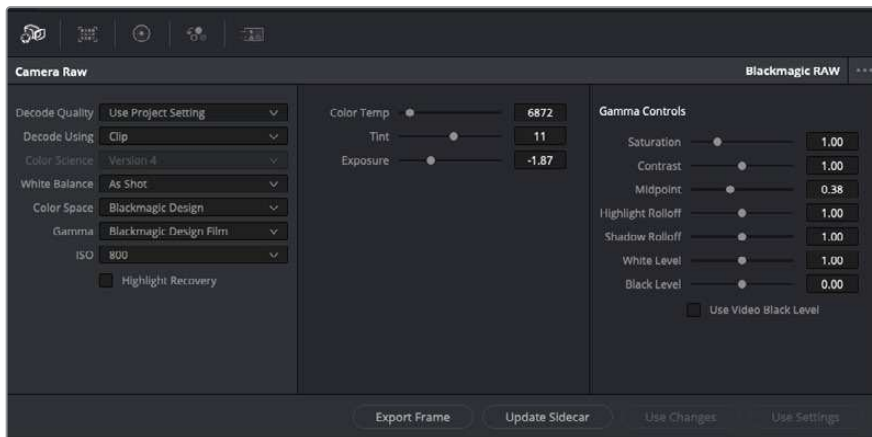 Camera Raw
Blackmagic RAW
Decode Quality Use Project Setting
Decode Using Clip
Color Science Version 4
White Balance As Shot
Color Space Blackmagic Design
Gamma Blackmagic Design Film
ISO 800
Highlight Recovery
Color Temp 6872
Tint 11
Exposure -1.87
Gamma Controls
Saturation 1.00
Contrast 1.00
Midpoint 0.38
Highlight Rolloff 1.00
Shadow Rolloff 1.00
White Level 1.00
Black Level 0.00
Use Video Black Level
Export Frame
Update Sidecar
Use Changes
Use Settings